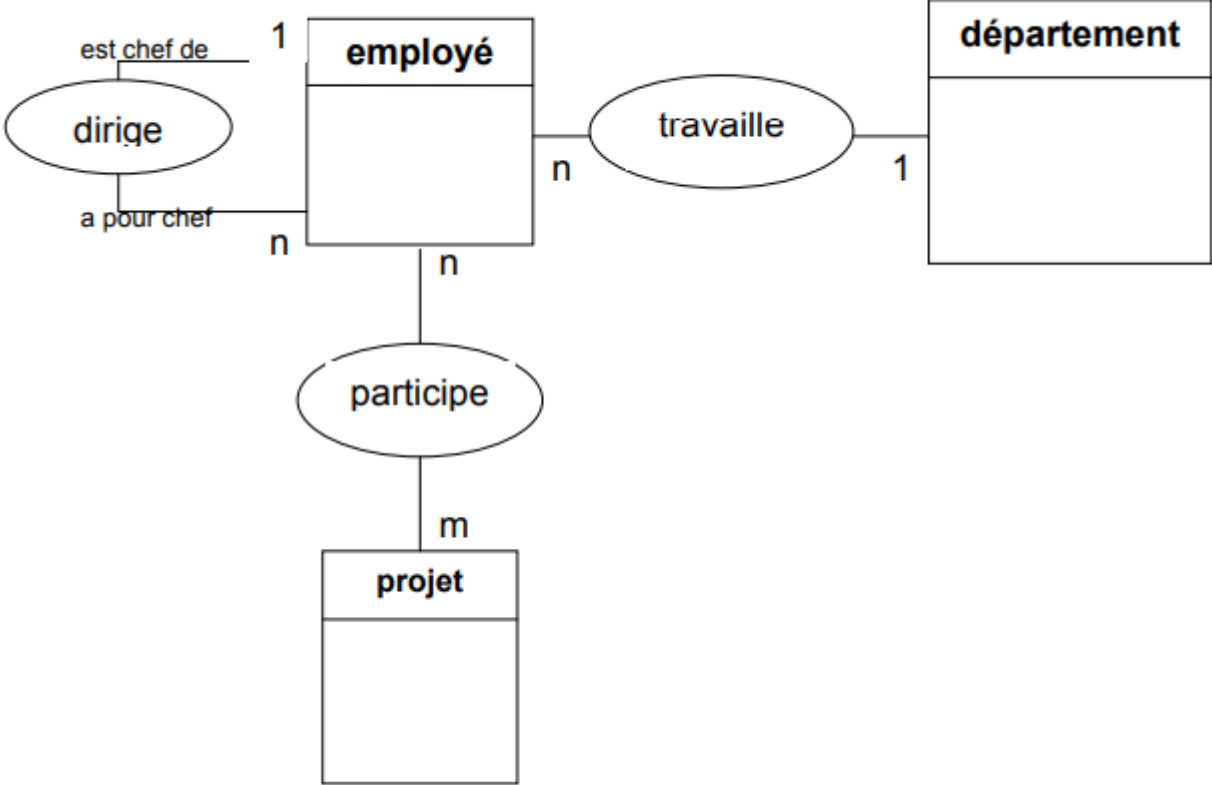 département
1
employé
est chef de
dirige
travaille
n
1
a pour chef
n
n
participe
m
projet